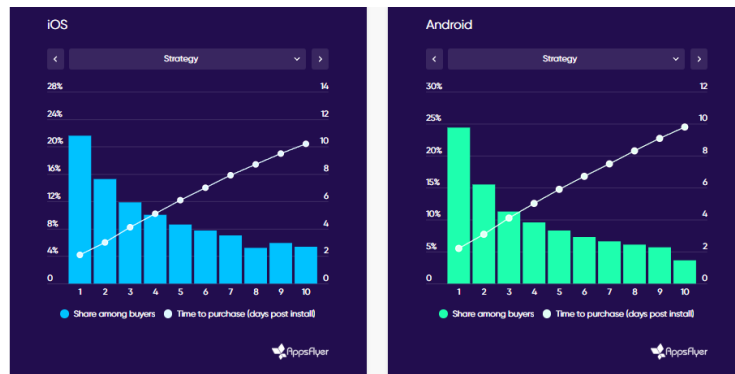 iOS
< Strategy >
28% 14
24% 12
20% 10
16% 8
12% 6
8% 4
4% 2
0 0
1 2 3 4 5 6 7 8 9 10
Share among buyers Time to purchase (days post install)
AppsFlyer
Android
< Strategy >
30% 12
25% 10
20% 8
15% 6
10% 4
5% 2
0 0
1 2 3 4 5 6 7 8 9 10
Share among buyers Time to purchase (days post install)
AppsFlyer